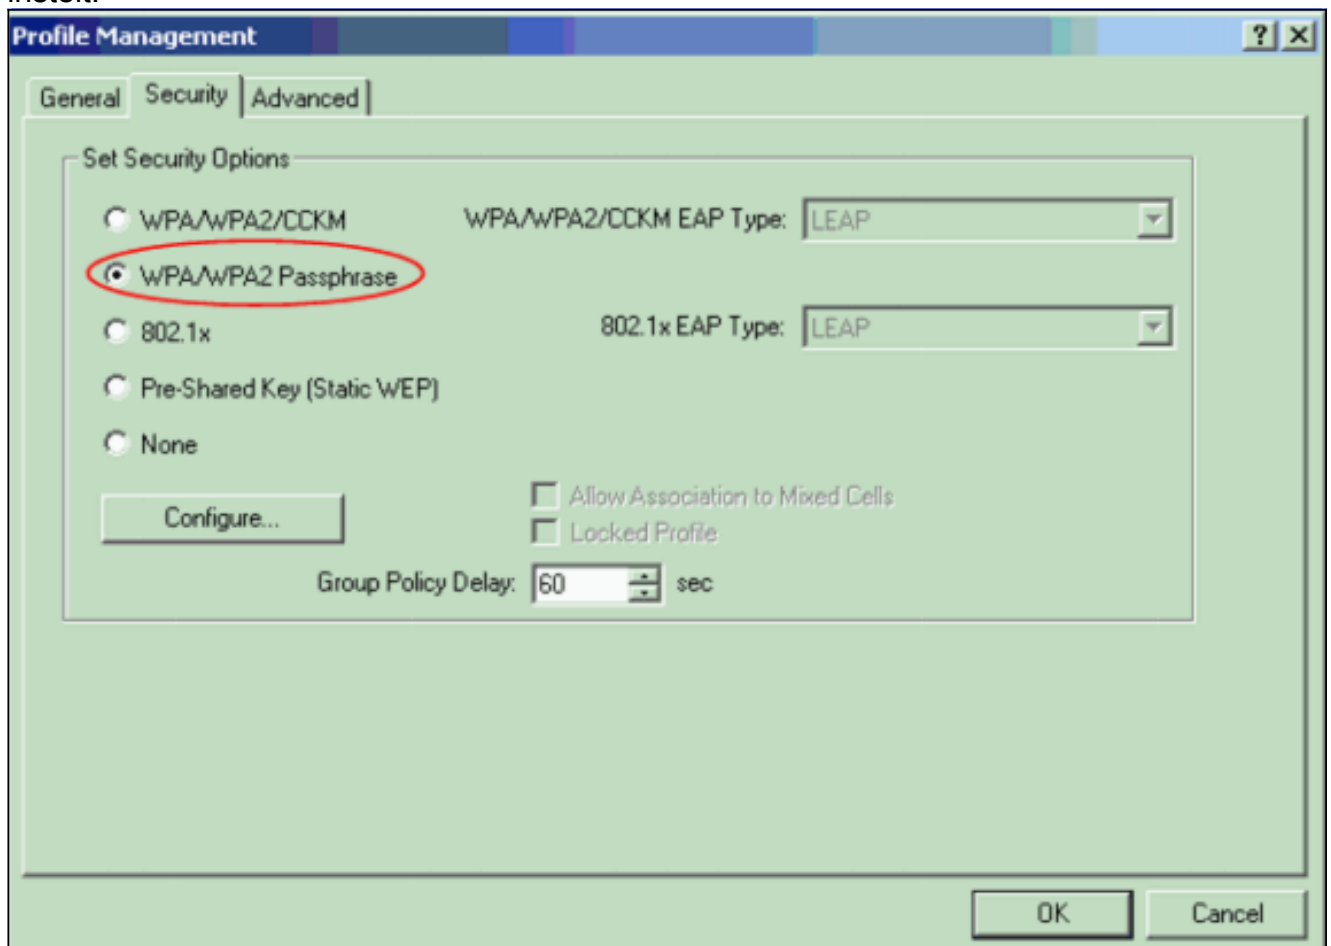 Profile Management
General Security Advanced
Set Security Options
WPA/WPA2/CCKM WPA/WPA2/CCKM EAP Type: LEAP
WPA/WPA2 Passphrase
802.1x 802.1x EAP Type: LEAP
Pre-Shared Key (Static WEP)
None
Allow Association to Mixed Cells
Configure...
Locked Profile
Group Policy Delay: 60 sec
OK Cancel